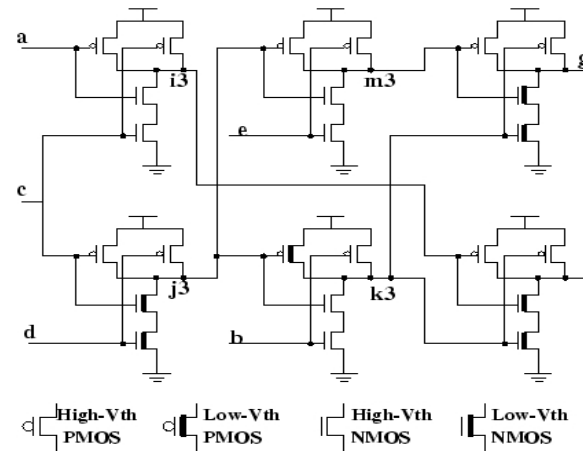 a
g
i3
m3
e
c
j3
k3
d
b
High-Vth
PMOS
Low-Vth
PMOS
High-Vth
NMOS
Low-Vth
NMOS